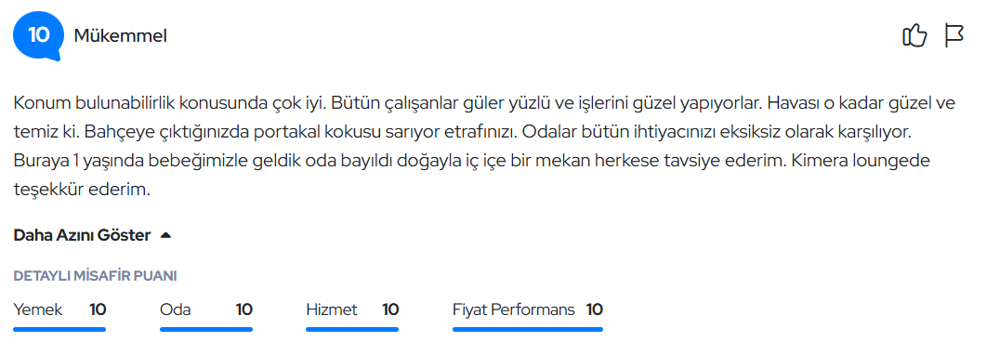 10 Mükemmel
Konum bulunabilirlik konusunda çok iyi. Bütün çalışanlar güler yüzlü ve işlerini güzel yapıyorlar. Havası o kadar güzel ve
temiz ki. Bahçeye çıktığınızda portakal kokusu sarıyor etrafınızı. Odalar bütün ihtiyacınızı eksiksiz olarak karşılıyor.
Buraya 1 yaşında bebeğimizle geldik oda bayıldı doğayla iç içe bir mekan herkese tavsiye ederim. Kimera loungede
teşekkür ederim.
Daha Azını Göster
DETAYLI MİSAFİR PUANI
Yemek 10 Oda 10 Hizmet 10 Fiyat Performans 10